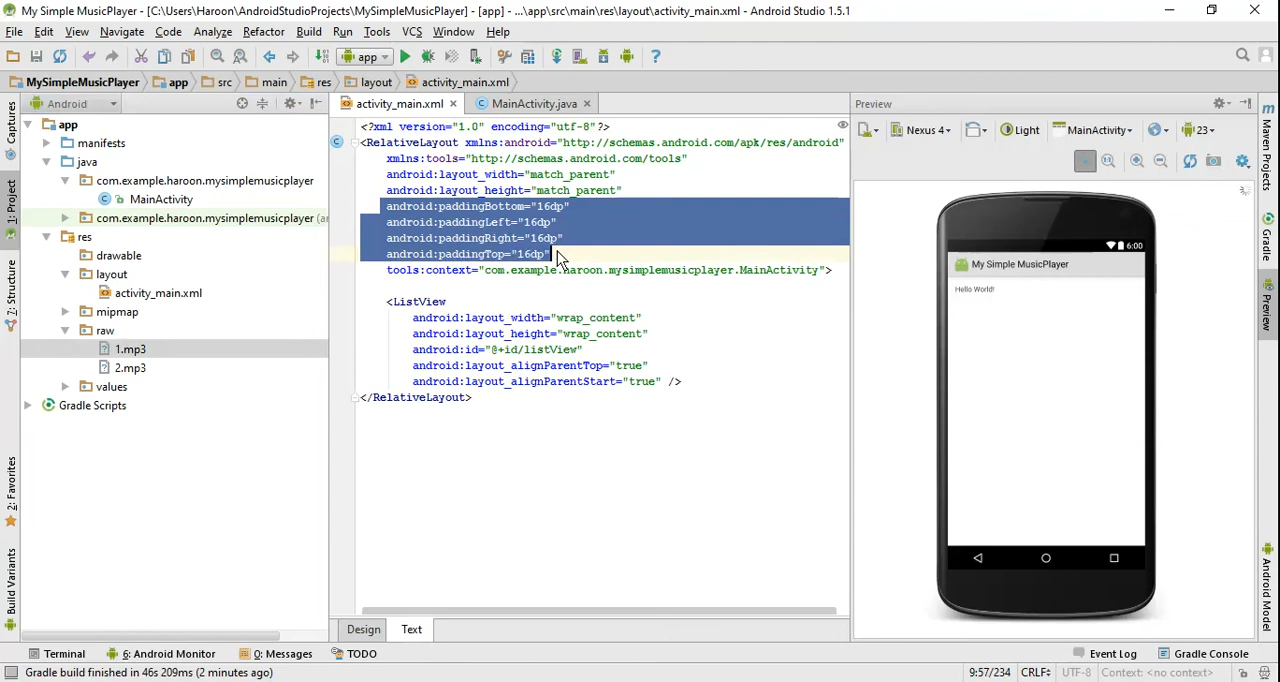 My Simple MusicPlayer - [C:\Users\Haroon\AndroidStudioProjects\MySimpleMusicPlayer] - [app] - ...\app\src\main\res\layout\activity_main.xml - Android Studio 1.5.1
File Edit View Navigate Code Analyze Refactor Build Run Tools VCS Window Help
app
MySimpleMusicPlayer app src main res layout activity_main.xml
Android
activity_main.xml
MainActivity.java
Preview
app
manifests
java
com.example.haroon.mysimplemusicplayer
MainActivity
com.example.haroon.mysimplemusicplayer (ar
res
drawable
layout
activity_main.xml
mipmap
raw
1.mp3
2.mp3
values
Gradle Scripts
Captures
1: Project
7: Structure
2: Favorites
Build Variants
<?xml version="1.0" encoding="utf-8"?>
<RelativeLayout xmlns:android="http://schemas.android.com/apk/res/android"
xmlns:tools="http://schemas.android.com/tools"
android:layout_width="match_parent"
android:layout_height="match_parent"
android:paddingBottom="16dp"
android:paddingLeft="16dp"
android:paddingRight="16dp"
android:paddingTop="16dp"
tools:context="com.example.haroon.mysimplemusicplayer.MainActivity">
<ListView
android:layout_width="wrap_content"
android:layout_height="wrap_content"
android:id="@+id/listView"
android:layout_alignParentTop="true"
android:layout_alignParentStart="true" />
</RelativeLayout>
Design Text
Nexus 4 Light MainActivity 23
6:00
My Simple MusicPlayer
Hello World!
Maven Projects
Gradle
Preview
Android Model
Terminal 6: Android Monitor 0: Messages TODO Event Log Gradle Console
Gradle build finished in 46s 209ms (2 minutes ago) 9:57/234 CRLF UTF-8 Context: <no context>